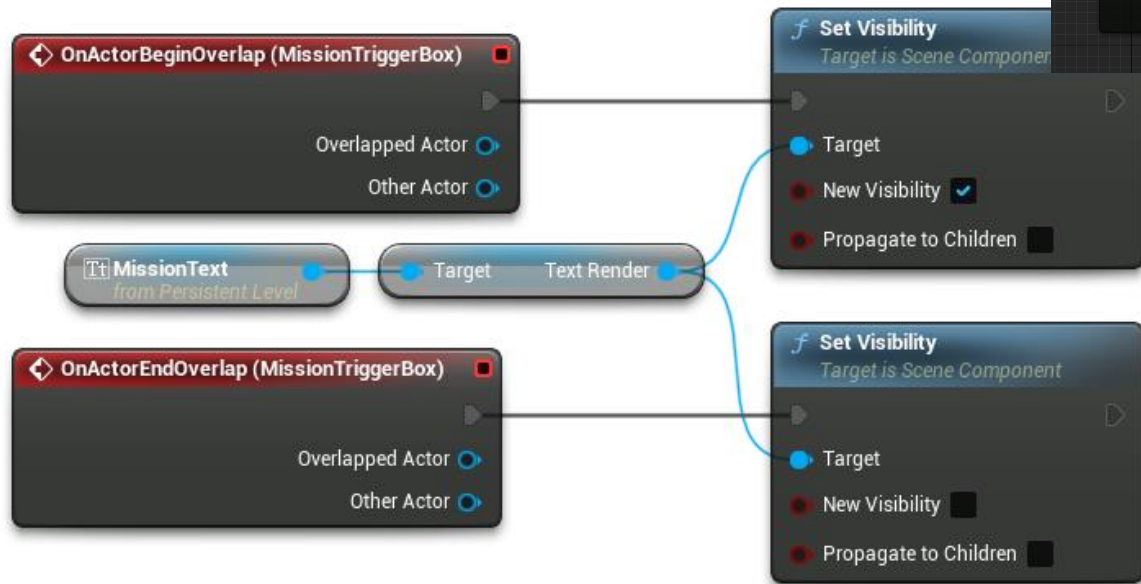 OnActorBeginOverlap (MissionTriggerBox)
Overlapped Actor
Other Actor
Set Visibility
Target is Scene
Target
New Visibility
Propagate to Children
Tt MissionText
from Persistent Level
Target Text Render
OnActorEndOverlap (MissionTriggerBox)
Overlapped Actor
Other Actor
f Set Visibility
Target is Scene Component
Target
New Visibility
Propagate to Children